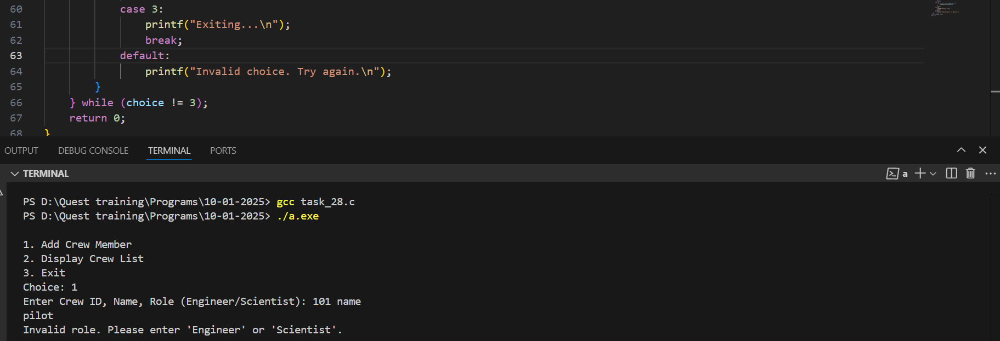 60 case 3:
61 printf("Exiting...\n");
62 break;
63 default:
64 printf("Invalid choice. Try again.\n");
65 }
66 } while (choice != 3);
67 return 0;
68 }
OUTPUT DEBUG CONSOLE TERMINAL PORTS
TERMINAL
a
PS D:\Quest training\Programs\10-01-2025> gcc task_28.c
PS D:\Quest training\Programs\10-01-2025> ./a.exe
1. Add Crew Member
2. Display Crew List
3. Exit
Choice: 1
Enter Crew ID, Name, Role (Engineer/Scientist): 101 name
pilot
Invalid role. Please enter 'Engineer' or 'Scientist'.